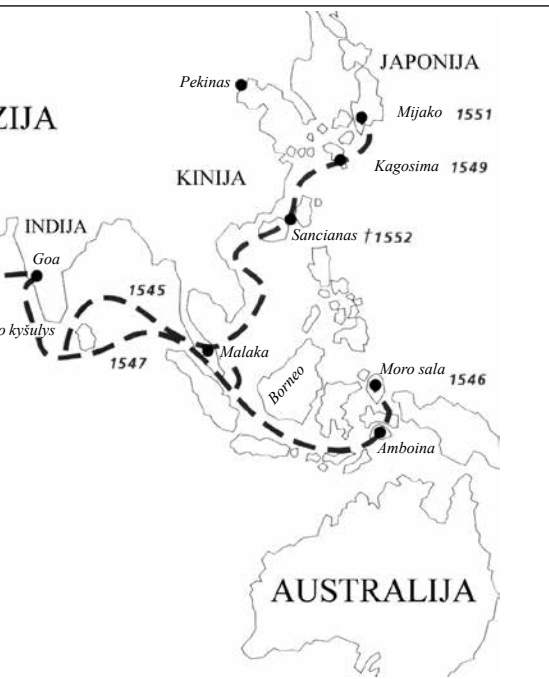 JAPONIJA
Pekinas
Mijako 1551
ZIJA
Kagosima 1549
KINIJA
INDIJA
Sancianas †1552
Goa
1545
o kyšulys
1547
Malaka
Moro sala 1546
Borneo
Amboina
AUSTRALIJA